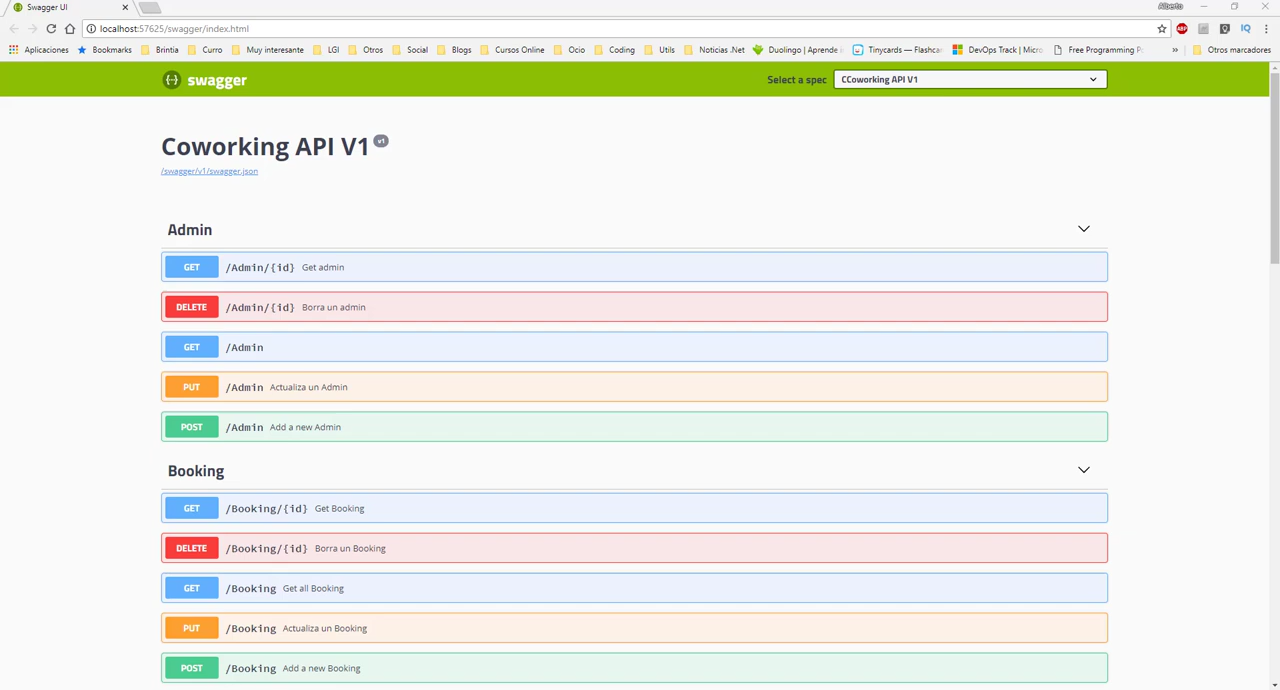 Swagger UI
Alberto
localhost:57625/swagger/index.html
ABP
IQ
Aplicaciones Bookmarks Brintia Curro Muy interesante LGI Otros Social Blogs Cursos Online Ocio Coding Utils Noticias .Net Duolingo | Aprende Tinycards — Flashcar DevOps Track | Micro Free Programming » Otros marcadores
swagger
Select a spec CCoworking API V1
Coworking API V1 v1
/swagger/v1/swagger.json
Admin
GET /Admin/{id} Get admin
DELETE /Admin/{id} Borra un admin
GET /Admin
PUT /Admin Actualiza un Admin
POST /Admin Add a new Admin
Booking
GET /Booking/{id} Get Booking
DELETE /Booking/{id} Borra un Booking
GET /Booking Get all Booking
PUT /Booking Actualiza un Booking
POST /Booking Add a new Booking